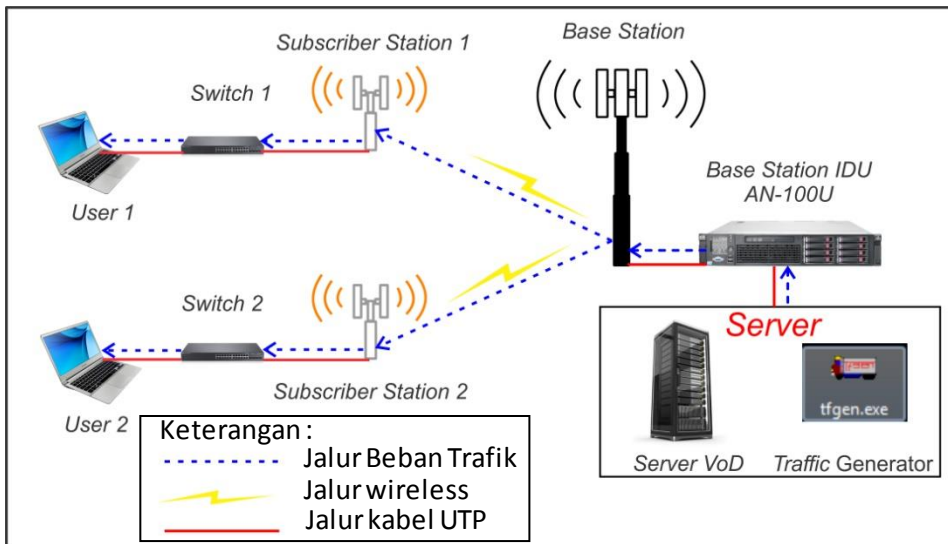 Subscriber Station 1
Base Station
Switch 1
Base Station IDU
AN-100U
User 1
Switch 2
Server
Subscriber Station 2
tfgen.exe
User 2
Server VoD
Traffic Generator
Keterangan :
Jalur Beban Trafik
Jalur wireless
Jalur kabel UTP